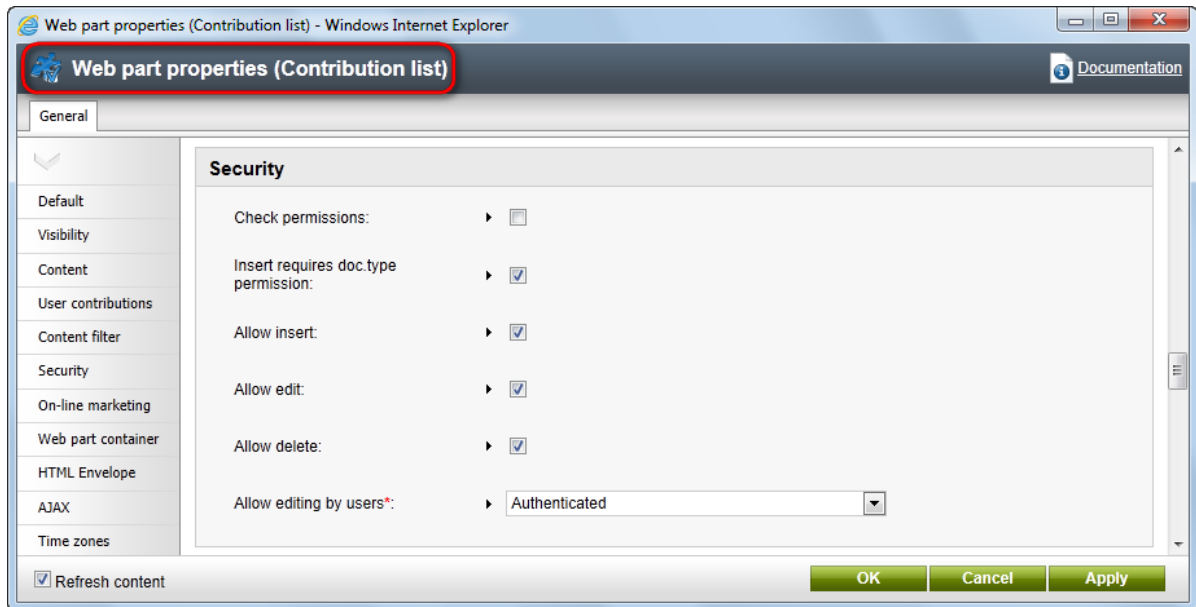 Web part properties (Contribution list) - Windows Internet Explorer
Web part properties (Contribution list)
Documentation
General
Default
Visibility
Content
User contributions
Content filter
Security
On-line marketing
Web part container
HTML Envelope
AJAX
Time zones
Security
Check permissions:
Insert requires doc.type
permission:
Allow insert:
Allow edit:
Allow delete:
Allow editing by users*:
Authenticated
Refresh content
OK
Cancel
Apply